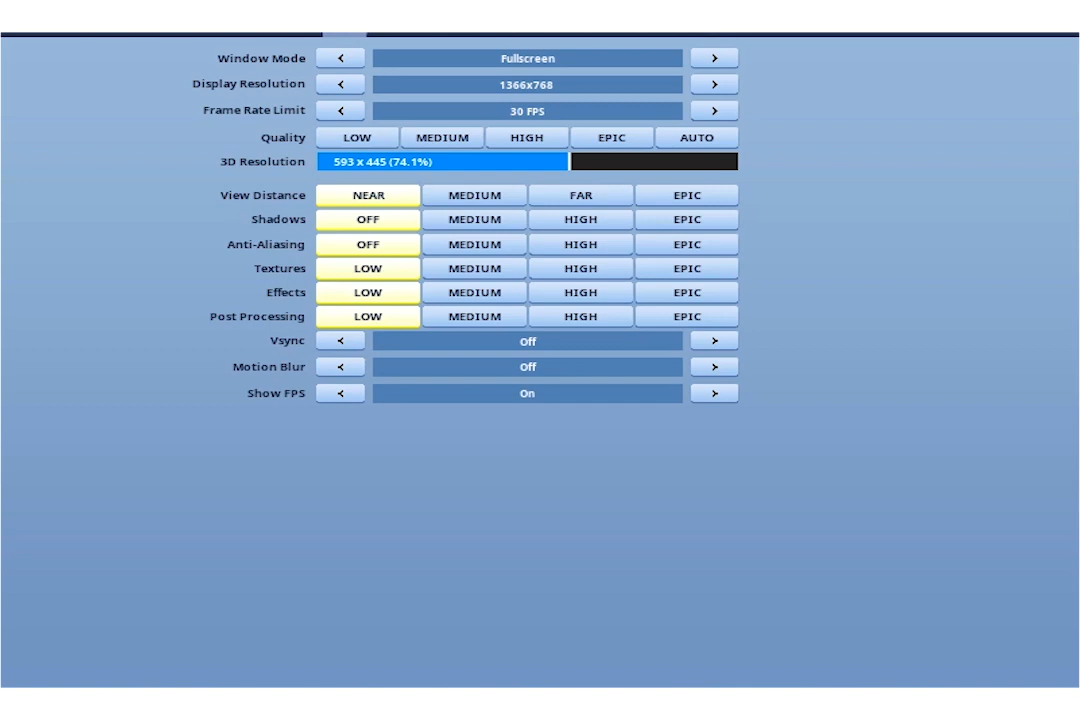 Window Mode < Fullscreen >
Display Resolution < 1366x768 >
Frame Rate Limit < 30 FPS >
Quality LOW MEDIUM HIGH EPIC AUTO
3D Resolution 593 x 445 (74.1%)
View Distance NEAR MEDIUM FAR EPIC
Shadows OFF MEDIUM HIGH EPIC
Anti-Aliasing OFF MEDIUM HIGH EPIC
Textures LOW MEDIUM HIGH EPIC
Effects LOW MEDIUM HIGH EPIC
Post Processing LOW MEDIUM HIGH EPIC
Vsync < Off >
Motion Blur < Off >
Show FPS < On >